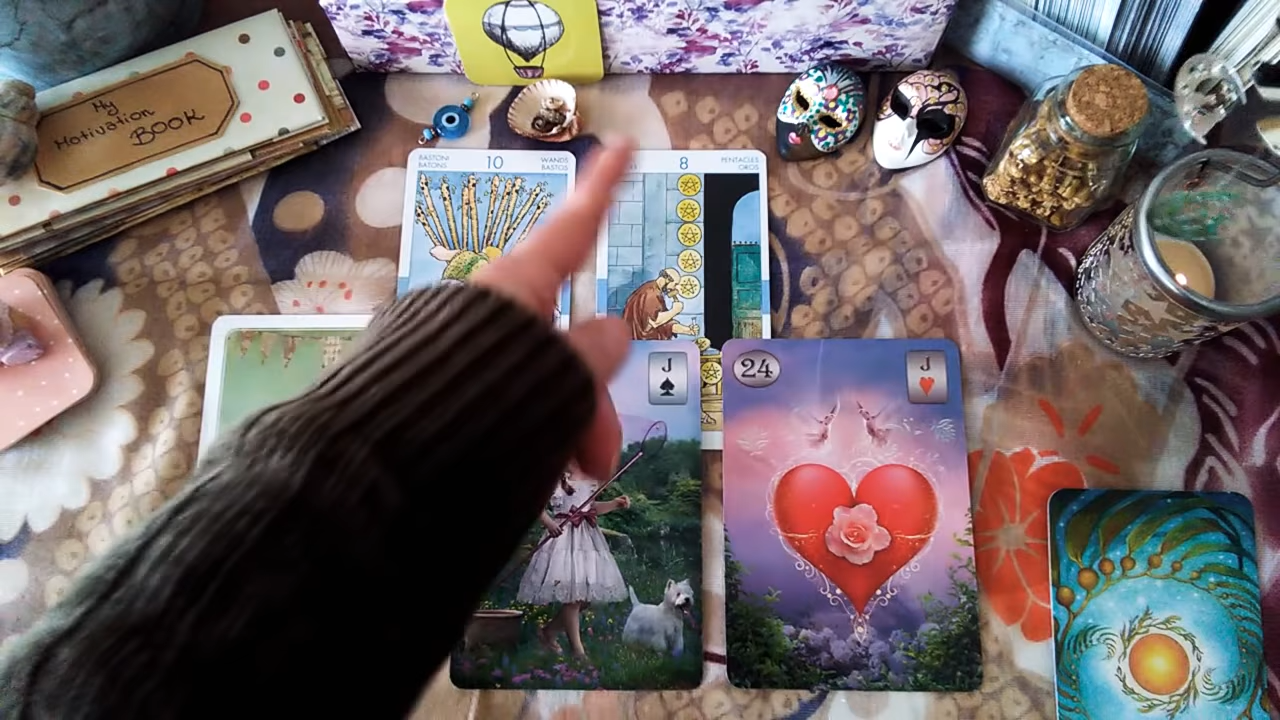 My
Motivation
BOOK
BASTONI 10 WANDS
BATONS BASTOS
8 PENTACLES
OROS
J
24 J